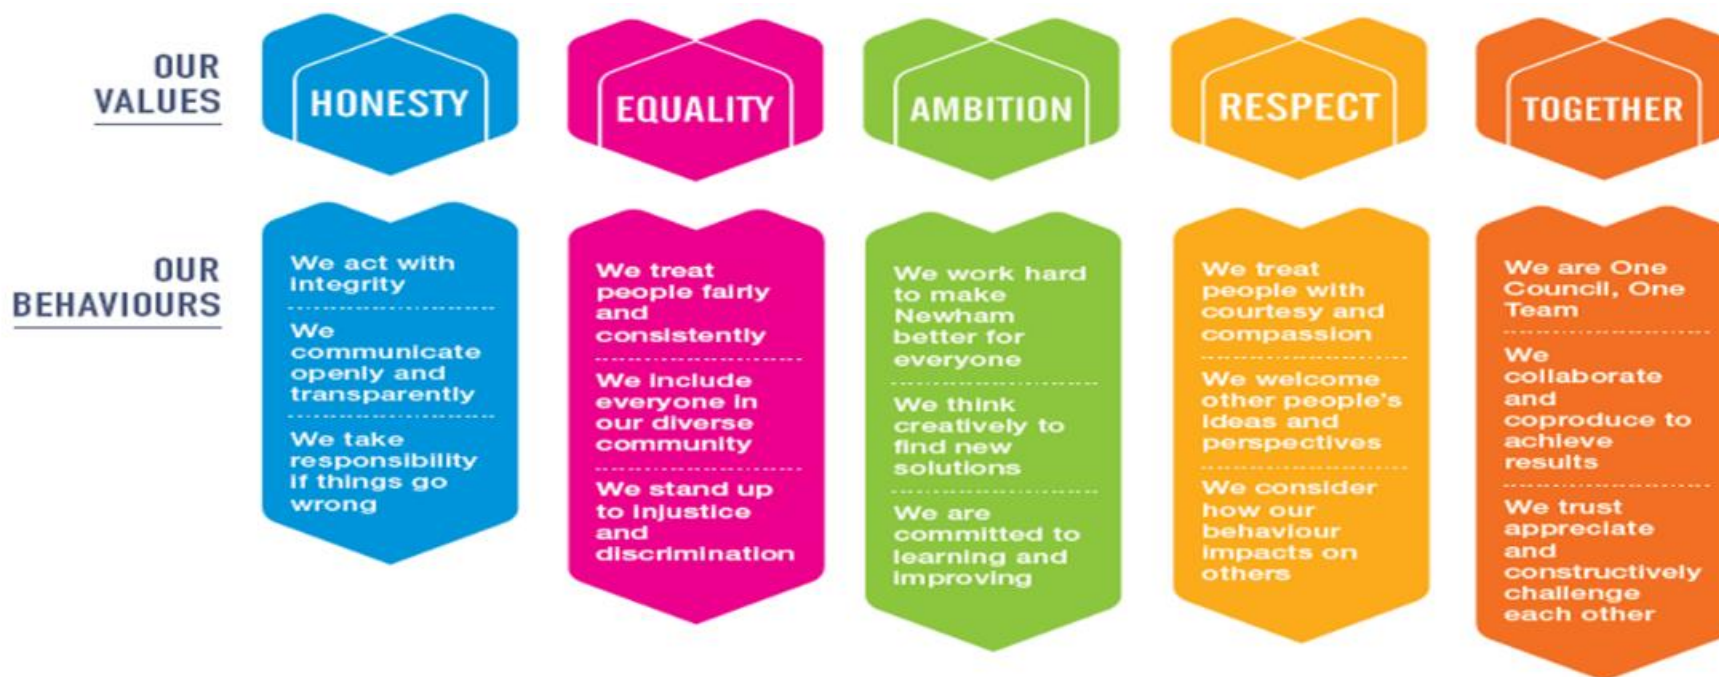 OUR
VALUES
HONESTY
EQUALITY
AMBITION
RESPECT
TOGETHER
OUR
BEHAVIOURS
We act with
integrity
We
communicate
openly and
transparently
We take
responsibility
if things go
wrong
We treat
people fairly
and
consistently
We include
everyone in
our diverse
community
We stand up
to injustice
and
discrimination
We work hard
to make
Newham
better for
everyone
We think
creatively to
find new
solutions
We are
committed to
learning and
improving
We treat
people with
courtesy and
compassion
We welcome
other people's
ideas and
perspectives
We consider
how our
behaviour
impacts on
others
We are One
Council, One
Team
We
collaborate
and
coproduce to
achieve
results
We trust
appreciate
and
constructively
challenge
each other